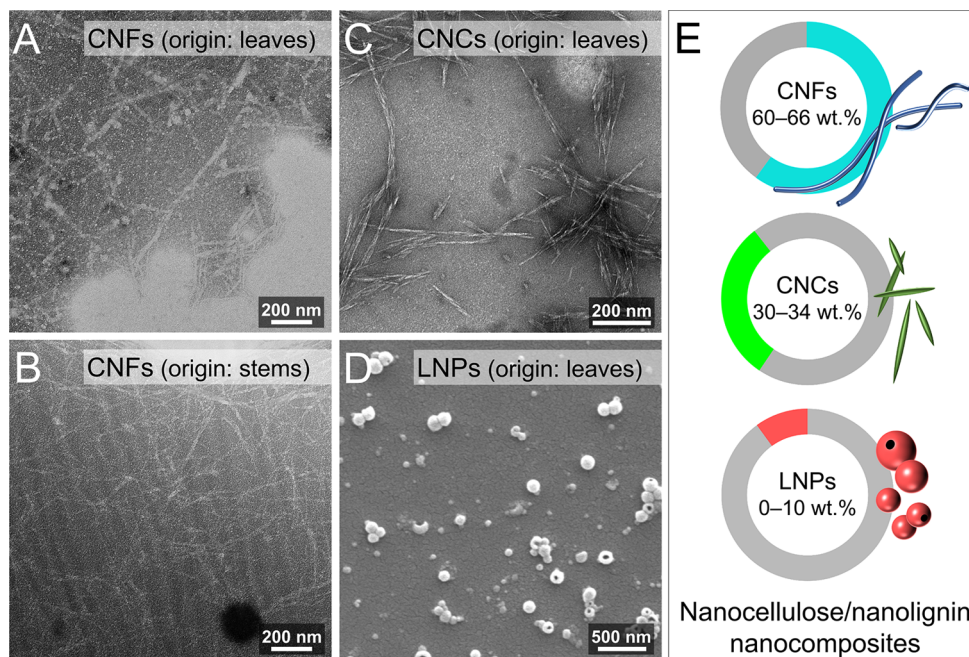 A
CNFs (origin: leaves)
200 nm
B
CNFs (origin: stems)
200 nm
C
CNCs (origin: leaves)
200 nm
D
LNPs (origin: leaves)
500 nm
E
CNFs
60–66 wt.%
CNCs
30–34 wt.%
LNPs
0–10 wt.%
Nanocellulose/nanolignin
nanocomposites